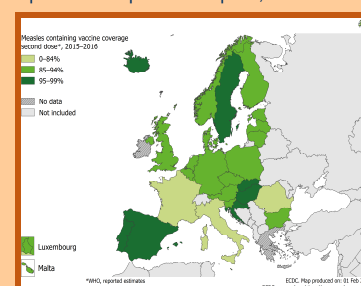 Measles containing vaccine coverage
second dose*, 2015–2016
0–84%
85–94%
95–99%
No data
Not included
Luxembourg
Malta
*WHO, reported estimates
ECDC. Map produced on: 01 Feb